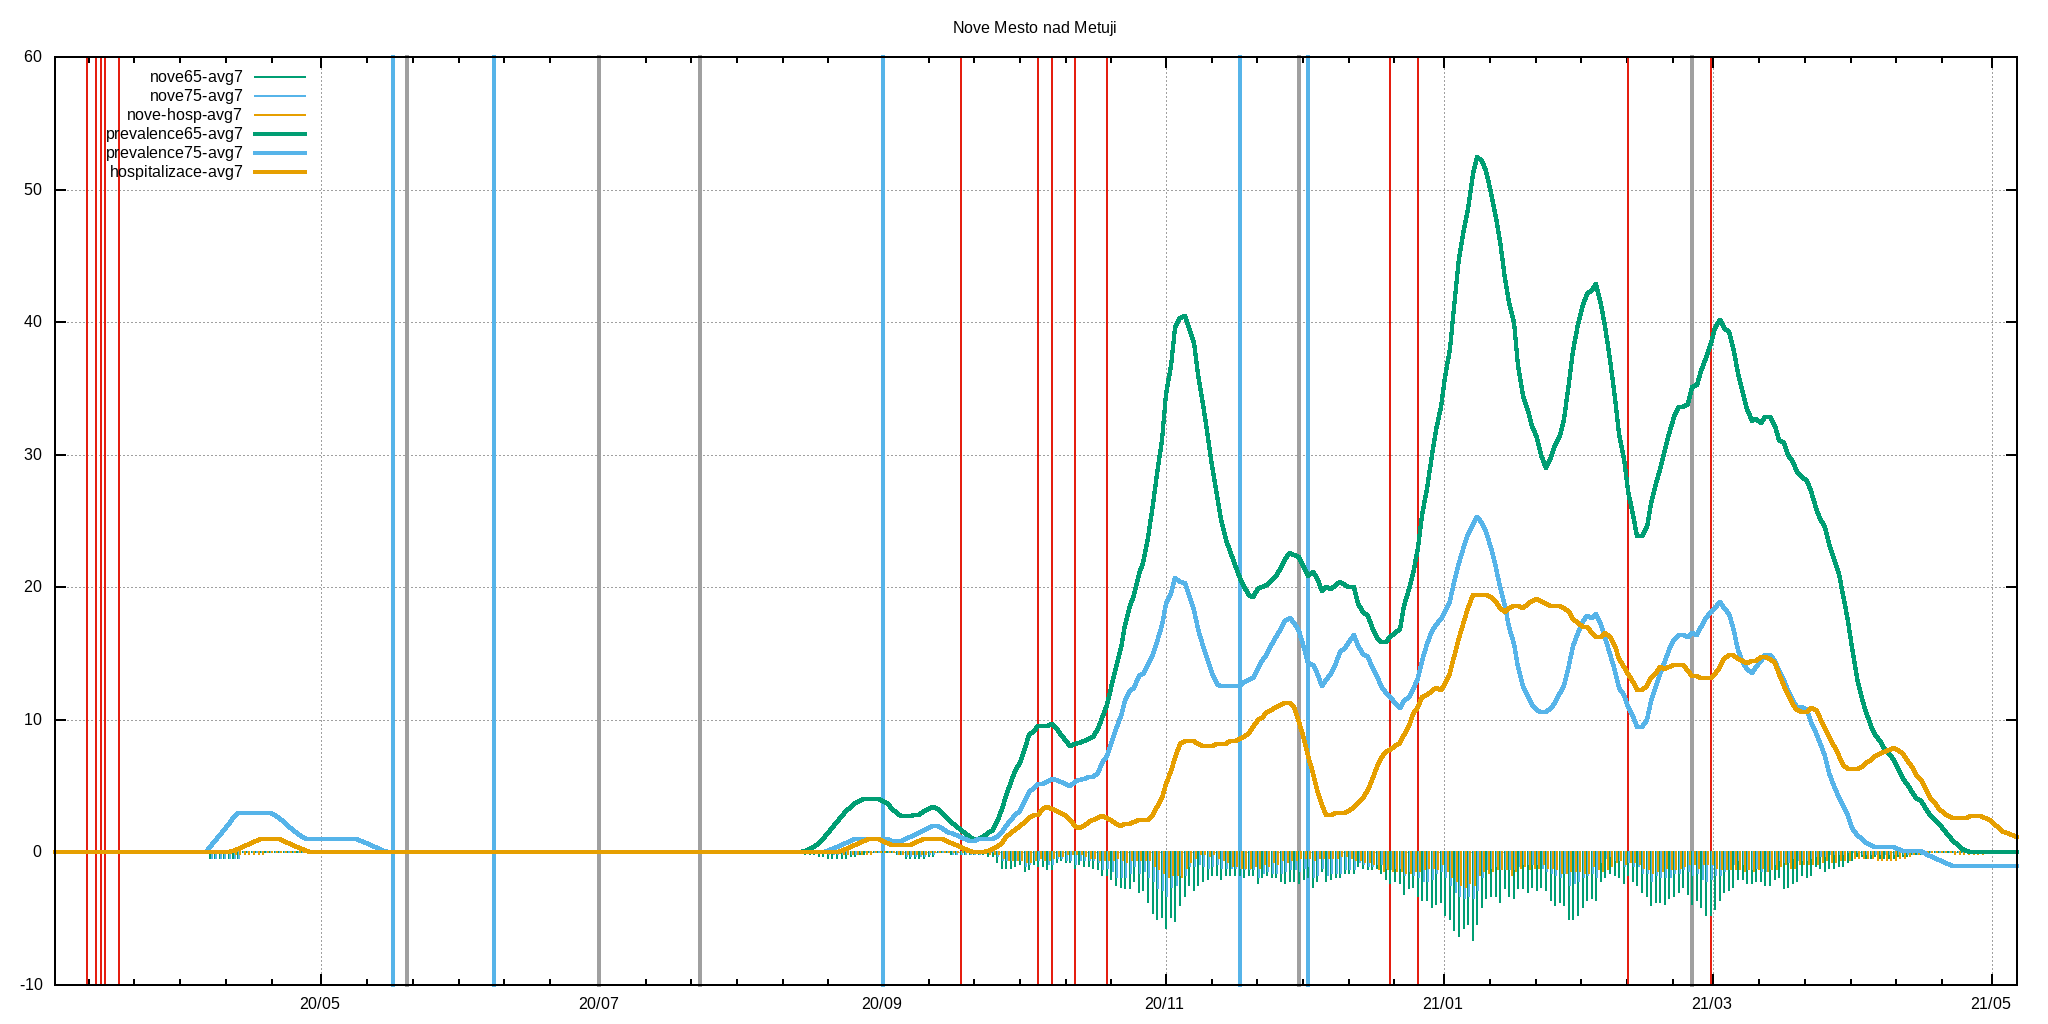 Nove Mesto nad Metuji
60
50
40
30
20
10
0
-10
nove65-avg7
nove75-avg7
nove-hosp-avg7
prevalence65-avg7
prevalence75-avg7
hospitalizace-avg7
20/05
20/07
20/09
20/11
21/01
21/03
21/05